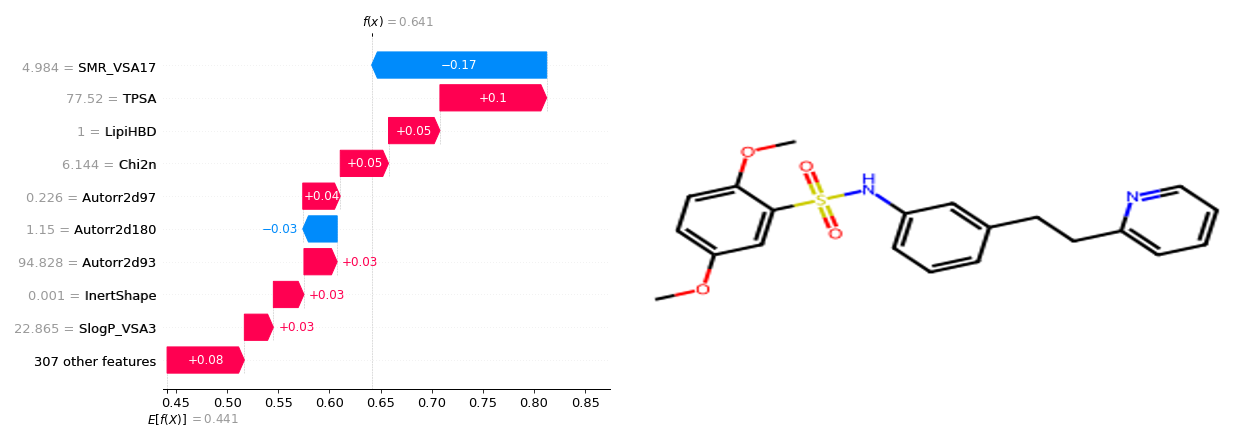 f(x) = 0.641
4.984 = SMR_VSA17
−0.17
77.52 = TPSA
+0.1
1 = LipiHBD
+0.05
6.144 = Chi2n
+0.05
0.226 = Autorr2d97
+0.04
1.15 = Autorr2d180
−0.03
94.828 = Autorr2d93
+0.03
0.001 = InertShape
+0.03
22.865 = SlogP_VSA3
+0.03
307 other features
+0.08
0.45 0.50 0.55 0.60 0.65 0.70 0.75 0.80 0.85
E[f(X)] = 0.441
O
O
H
N
S
N
O
O